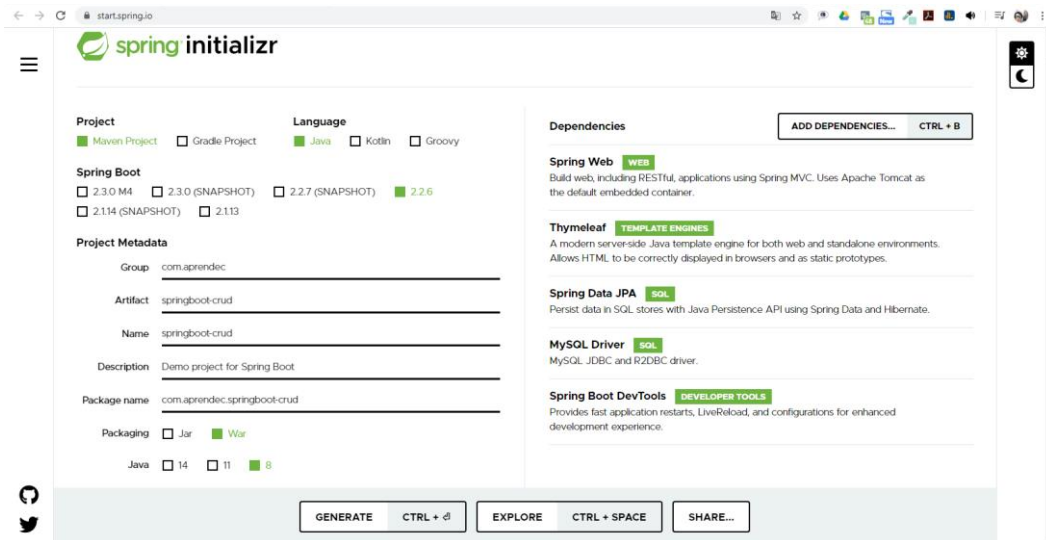 start.spring.io
spring initializr
Project
Maven Project Gradle Project
Language
Java Kotlin Groovy
Spring Boot
2.3.0 M4 2.3.0 (SNAPSHOT) 2.2.7 (SNAPSHOT) 2.2.6
2.1.14 (SNAPSHOT) 2.1.13
Project Metadata
Group com.aprendec
Artifact springboot-crud
Name springboot-crud
Description Demo project for Spring Boot
Package name com.aprendec.springboot-crud
Packaging Jar War
Java 14 11 8
Dependencies
ADD DEPENDENCIES... CTRL + B
Spring Web WEB
Build web, including RESTful, applications using Spring MVC. Uses Apache Tomcat as
the default embedded container.
Thymeleaf TEMPLATE ENGINES
A modern server-side Java template engine for both web and standalone environments.
Allows HTML to be correctly displayed in browsers and as static prototypes.
Spring Data JPA SQL
Persist data in SQL stores with Java Persistence API using Spring Data and Hibernate.
MySQL Driver SQL
MySQL JDBC and R2DBC driver.
Spring Boot DevTools DEVELOPER TOOLS
Provides fast application restarts, LiveReload, and configurations for enhanced
development experience.
GENERATE CTRL + ⏎ EXPLORE CTRL + SPACE SHARE...